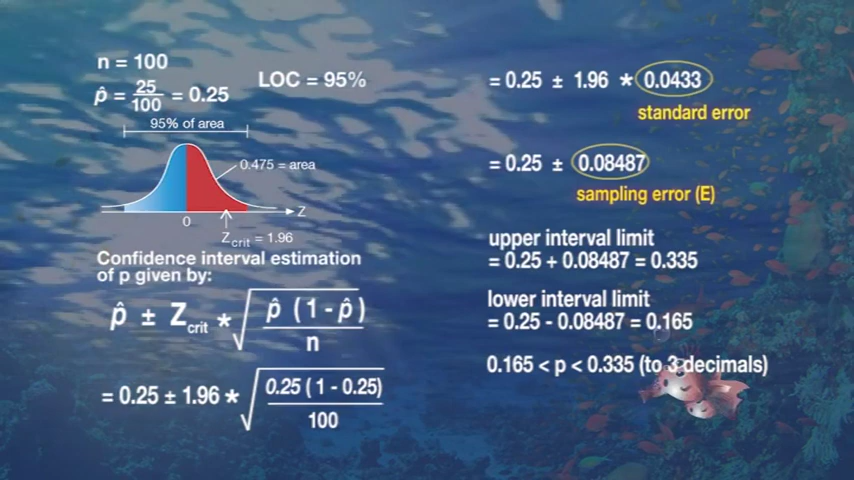 n = 100
p̂ = 25/100 = 0.25
LOC = 95%
95% of area
0.475 = area
0
Z
Zcrit = 1.96
Confidence interval estimation
of p given by:
p̂ ± Zcrit * √(p̂ (1 - p̂) / n)
= 0.25 ± 1.96 * √(0.25 (1 - 0.25) / 100)
= 0.25 ± 1.96 * 0.0433
standard error
= 0.25 ± 0.08487
sampling error (E)
upper interval limit
= 0.25 + 0.08487 = 0.335
lower interval limit
= 0.25 - 0.08487 = 0.165
0.165 < p < 0.335 (to 3 decimals)